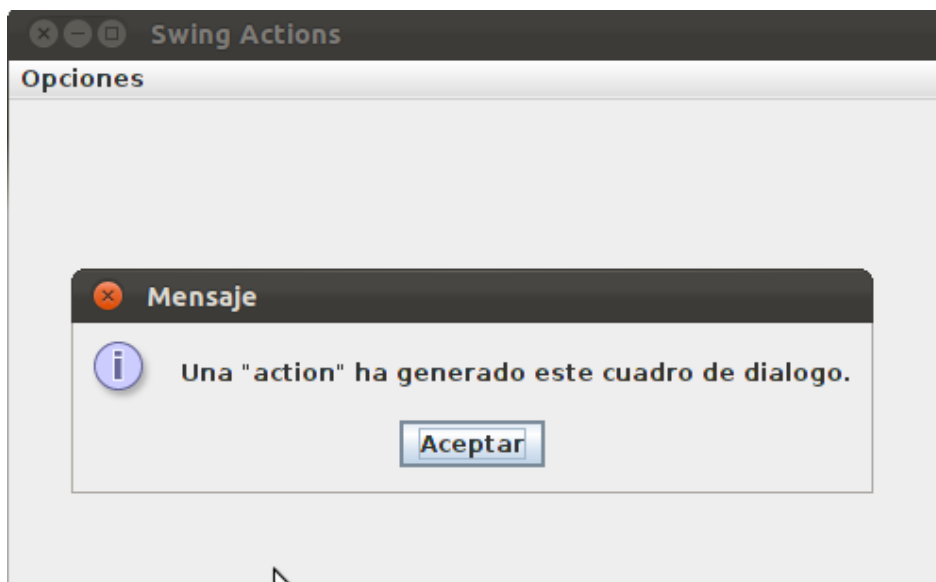 Swing Actions
Opciones
Mensaje
i
Una "action" ha generado este cuadro de dialogo.
Aceptar